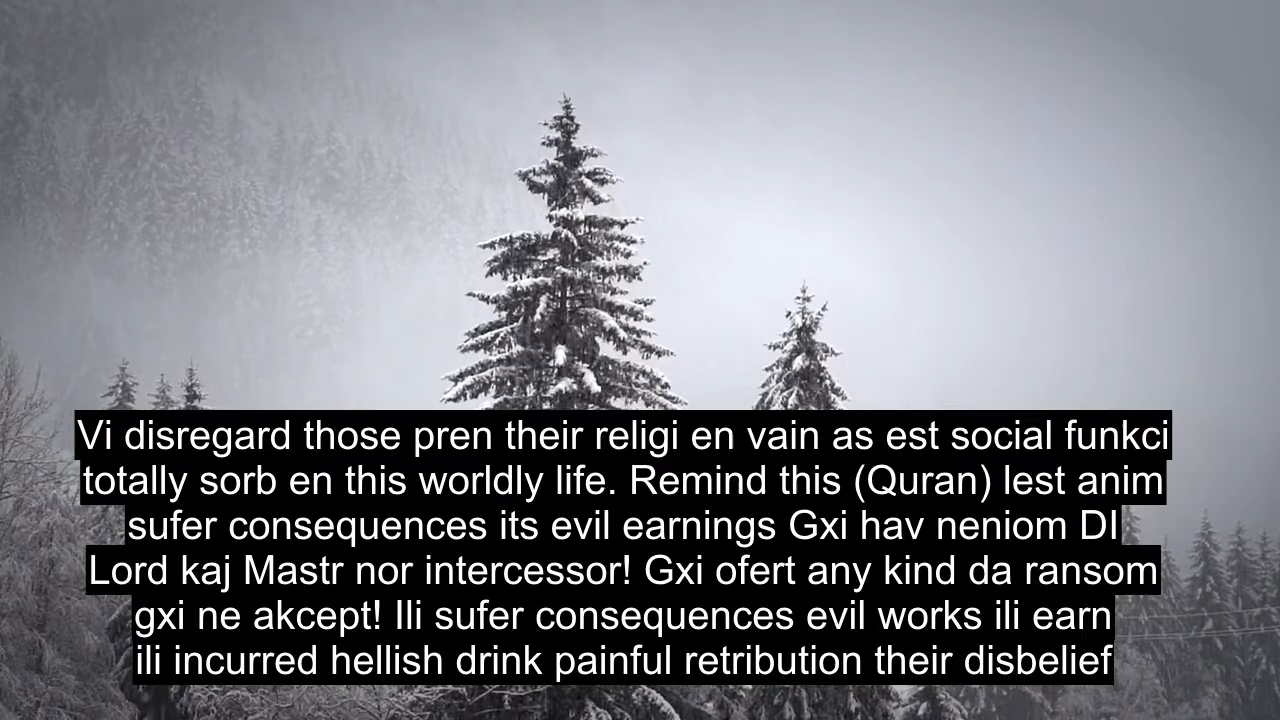 Vi disregard those pren their religi en vain as est social funkci
totally sorb en this worldly life. Remind this (Quran) lest anim
sufer consequences its evil earnings Gxi hav neniom DI
Lord kaj Mastr nor intercessor! Gxi ofert any kind da ransom
gxi ne akcept! Ili sufer consequences evil works ili earn
ili incurred hellish drink painful retribution their disbelief